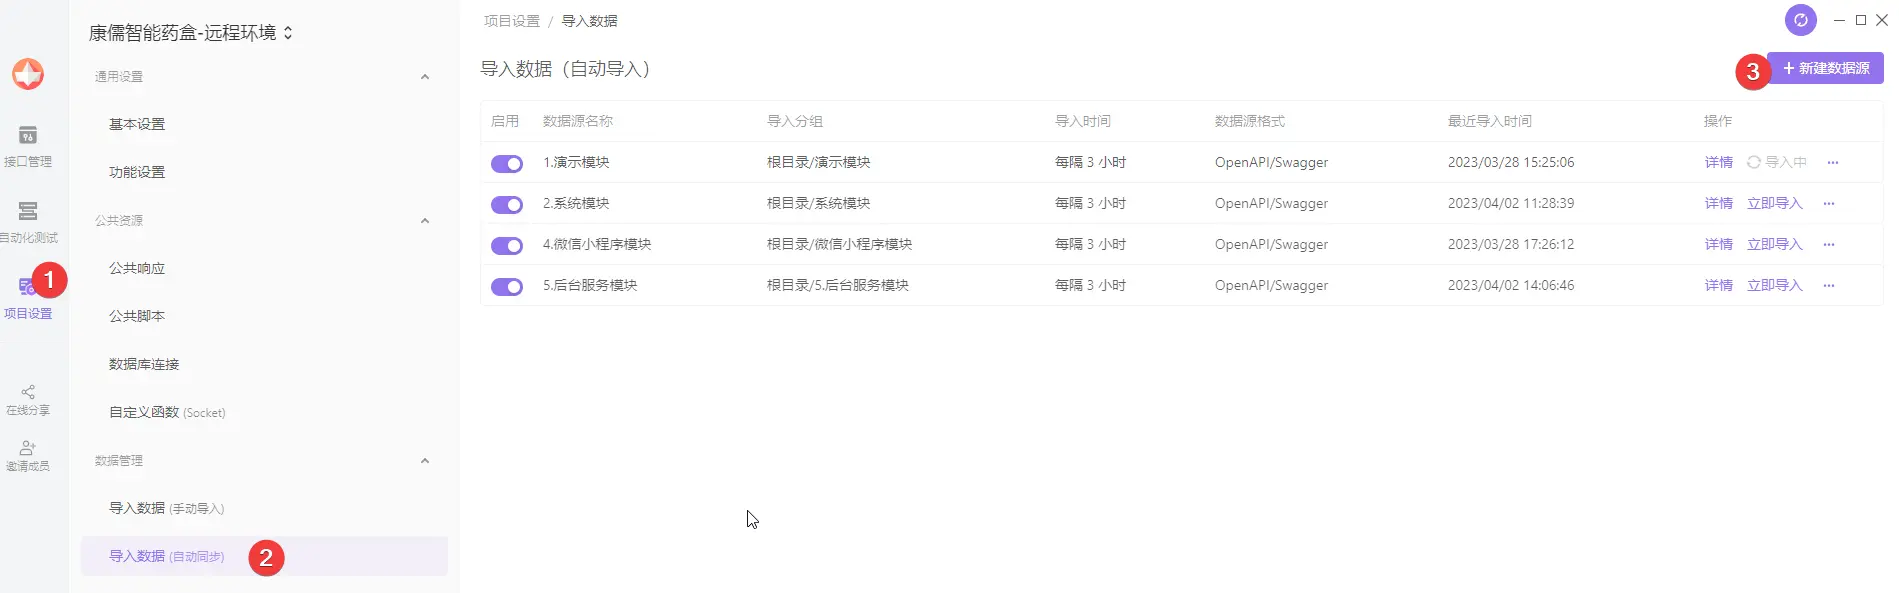 康儒智能药盒-远程环境
项目设置 / 导入数据
导入数据（自动导入）
3
+ 新建数据源
接口管理
自动化测试
1
项目设置
在线分享
邀请成员
通用设置
基本设置
功能设置
公共资源
公共响应
公共脚本
数据库连接
自定义函数 (Socket)
数据管理
导入数据 (手动导入)
导入数据 (自动同步)
2
启用 数据源名称 导入分组 导入时间 数据源格式 最近导入时间 操作
1.演示模块 根目录/演示模块 每隔 3 小时 OpenAPI/Swagger 2023/03/28 15:25:06 详情 导入中 ···
2.系统模块 根目录/系统模块 每隔 3 小时 OpenAPI/Swagger 2023/04/02 11:28:39 详情 立即导入 ···
4.微信小程序模块 根目录/微信小程序模块 每隔 3 小时 OpenAPI/Swagger 2023/03/28 17:26:12 详情 立即导入 ···
5.后台服务模块 根目录/5.后台服务模块 每隔 3 小时 OpenAPI/Swagger 2023/04/02 14:06:46 详情 立即导入 ···